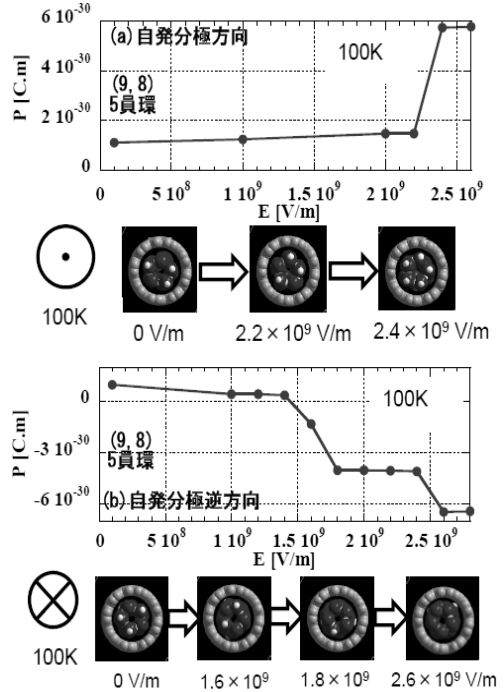 6 10⁻³⁰
(a) 自発分極方向
100K
4 10⁻³⁰
P [C.m]
(9, 8)
5員環
2 10⁻³⁰
0
0 5 10⁸ 1 10⁹ 1.5 10⁹ 2 10⁹ 2.5 10⁹
E [V/m]
100K
0 V/m 2.2 × 10⁹ V/m 2.4 × 10⁹ V/m
100K
0
P [C.m]
(9, 8)
5員環
-3 10⁻³⁰
-6 10⁻³⁰
(b) 自発分極逆方向
0 5 10⁸ 1 10⁹ 1.5 10⁹ 2 10⁹ 2.5 10⁹
E [V/m]
100K
0 V/m 1.6 × 10⁹ 1.8 × 10⁹ 2.6 × 10⁹ V/m